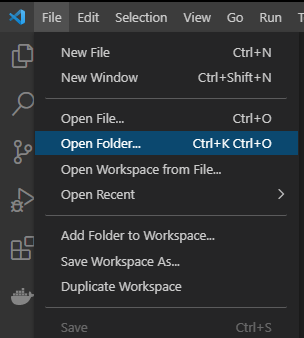 File Edit Selection View Go Run T
New File Ctrl+N
New Window Ctrl+Shift+N
Open File... Ctrl+O
Open Folder... Ctrl+K Ctrl+O
Open Workspace from File...
Open Recent
Add Folder to Workspace...
Save Workspace As...
Duplicate Workspace
Save Ctrl+S